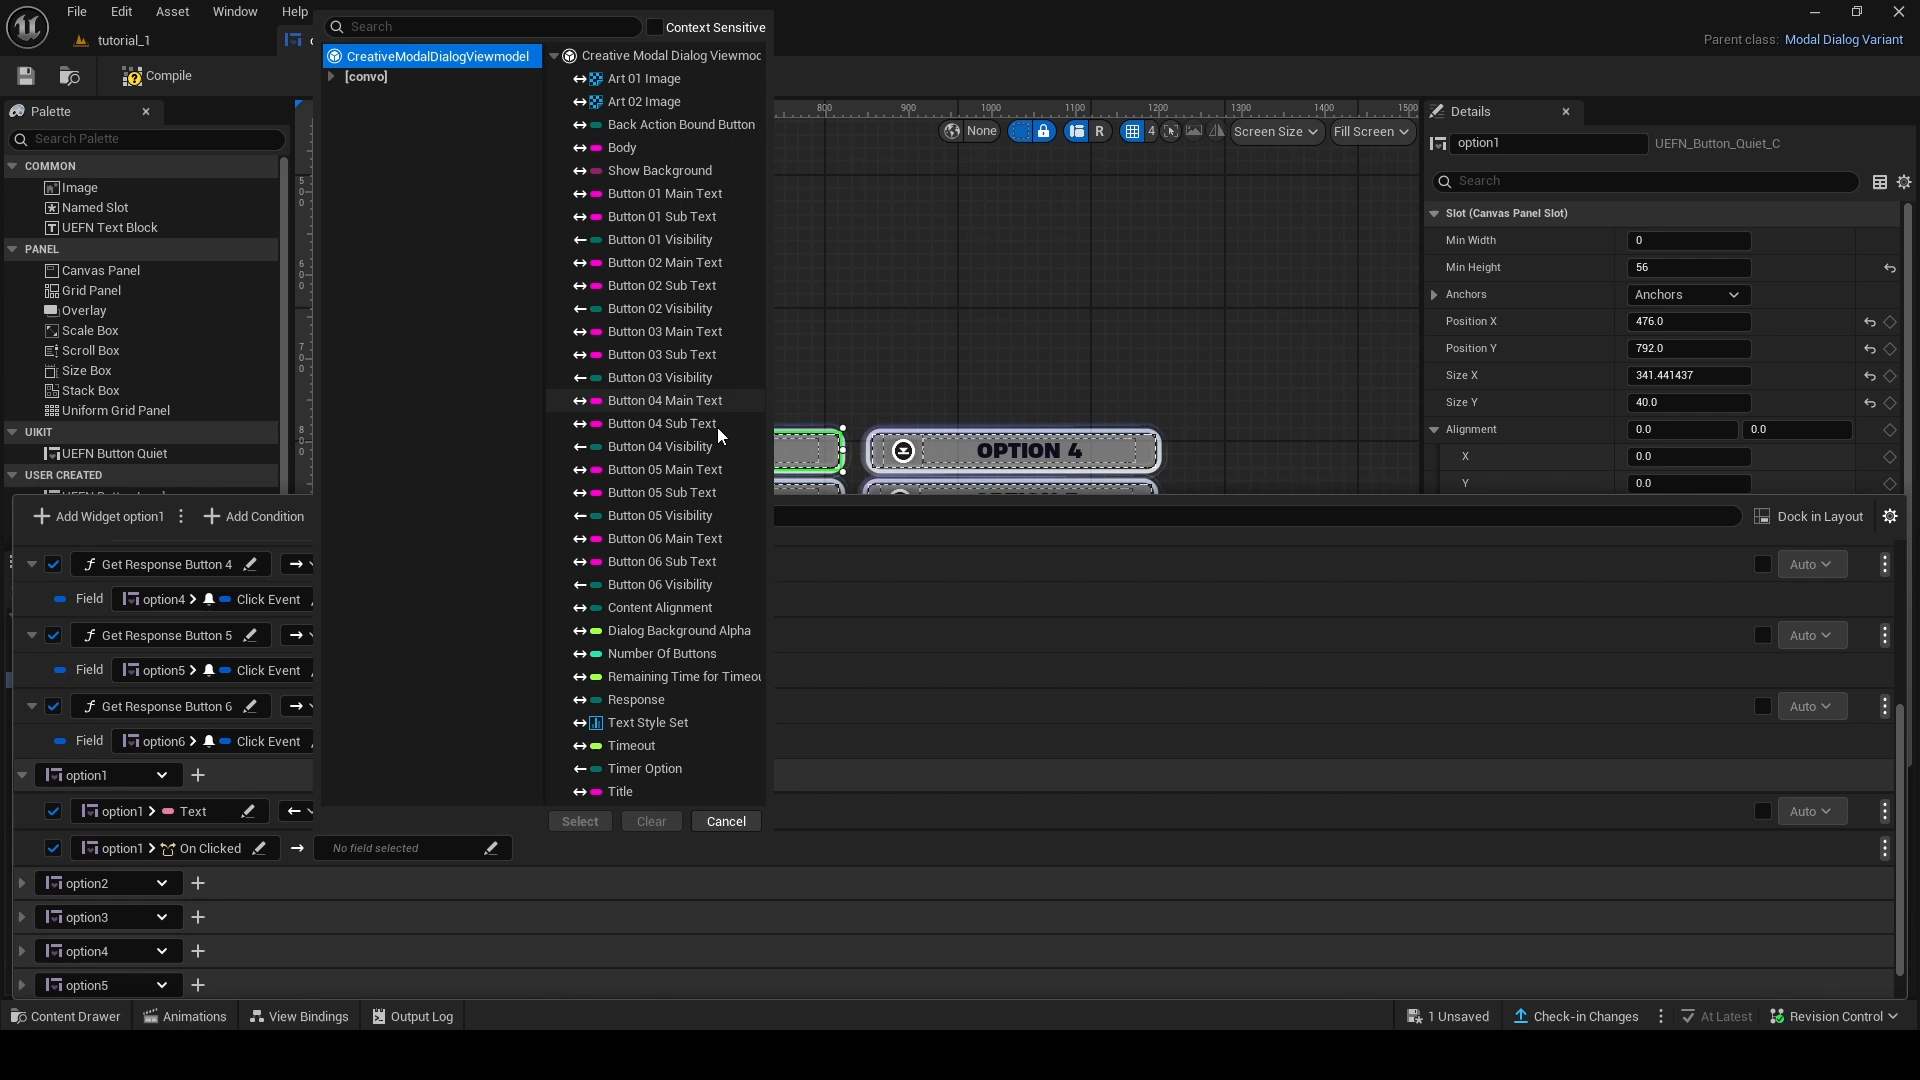 File Edit Asset Window Help
tutorial_1
Parent class: Modal Dialog Variant
Compile
Search
Context Sensitive
CreativeModalDialogViewmodel
[convo]
Creative Modal Dialog Viewmod
Art 01 Image
Art 02 Image
Back Action Bound Button
Body
Show Background
Button 01 Main Text
Button 01 Sub Text
Button 01 Visibility
Button 02 Main Text
Button 02 Sub Text
Button 02 Visibility
Button 03 Main Text
Button 03 Sub Text
Button 03 Visibility
Button 04 Main Text
Button 04 Sub Text
Button 04 Visibility
Button 05 Main Text
Button 05 Sub Text
Button 05 Visibility
Button 06 Main Text
Button 06 Sub Text
Button 06 Visibility
Content Alignment
Dialog Background Alpha
Number Of Buttons
Remaining Time for Timeou
Response
Text Style Set
Timeout
Timer Option
Title
Select Clear Cancel
Palette
Search Palette
COMMON
Image
Named Slot
UEFN Text Block
PANEL
Canvas Panel
Grid Panel
Overlay
Scale Box
Scroll Box
Size Box
Stack Box
Uniform Grid Panel
UIKIT
UEFN Button Quiet
USER CREATED
800 900 1000 1100 1200 1300 1400 1500
None R 4 Screen Size Fill Screen
OPTION 4
Details
option1 UEFN_Button_Quiet_C
Search
Slot (Canvas Panel Slot)
Min Width 0
Min Height 56
Anchors Anchors
Position X 476.0
Position Y 792.0
Size X 341.441437
Size Y 40.0
Alignment 0.0 0.0
X 0.0
Y 0.0
Add Widget option1 Add Condition Dock in Layout
Get Response Button 4 Auto
Field option4 Click Event
Get Response Button 5 Auto
Field option5 Click Event
Get Response Button 6 Auto
Field option6 Click Event
option1
option1 Text Auto
option1 On Clicked No field selected
option2
option3
option4
option5
Content Drawer Animations View Bindings Output Log 1 Unsaved Check-in Changes At Latest Revision Control